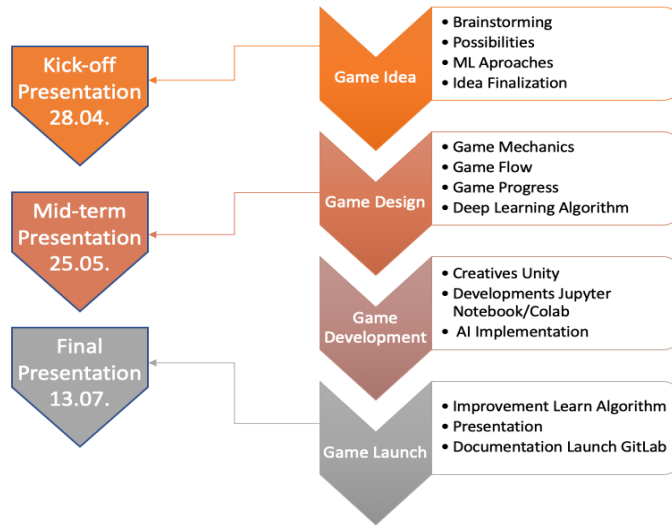 Kick-off
Presentation
28.04.
Game Idea
• Brainstorming
• Possibilities
• ML Aproaches
• Idea Finalization
Mid-term
Presentation
25.05.
Game Design
• Game Mechanics
• Game Flow
• Game Progress
• Deep Learning Algorithm
Game
Development
• Creatives Unity
• Developments Jupyter
Notebook/Colab
• AI Implementation
Final
Presentation
13.07.
Game Launch
• Improvement Learn Algorithm
• Presentation
• Documentation Launch GitLab